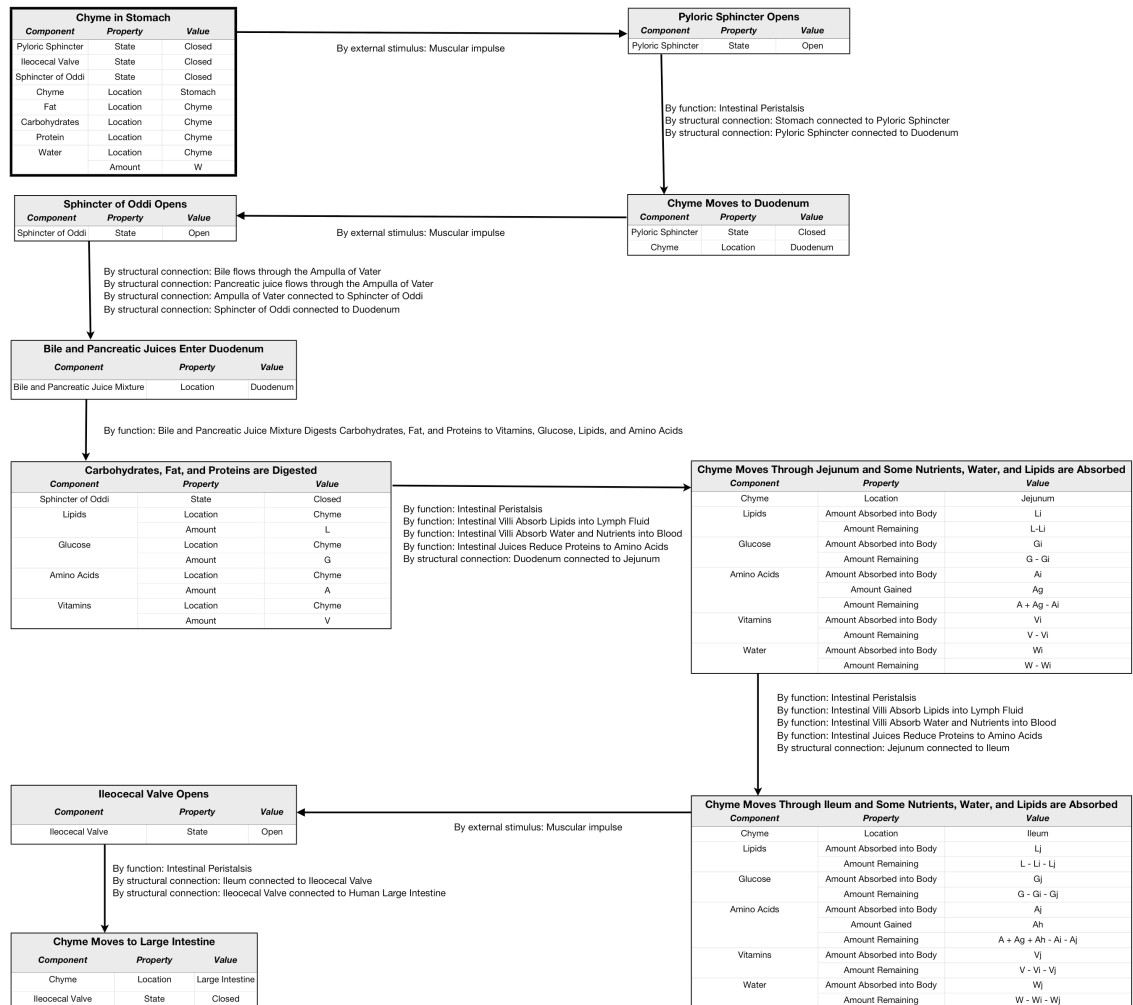 Chyme in Stomach
Component Property Value
Pyloric Sphincter State Closed
Ileocecal Valve State Closed
Sphincter of Oddi State Closed
Chyme Location Stomach
Fat Location Chyme
Carbohydrates Location Chyme
Protein Location Chyme
Water Location Chyme
Amount W
By external stimulus: Muscular impulse
Pyloric Sphincter Opens
Component Property Value
Pyloric Sphincter State Open
By function: Intestinal Peristalsis
By structural connection: Stomach connected to Pyloric Sphincter
By structural connection: Pyloric Sphincter connected to Duodenum
Chyme Moves to Duodenum
Component Property Value
Pyloric Sphincter State Closed
Chyme Location Duodenum
By external stimulus: Muscular impulse
Sphincter of Oddi Opens
Component Property Value
Sphincter of Oddi State Open
By structural connection: Bile flows through the Ampulla of Vater
By structural connection: Pancreatic juice flows through the Ampulla of Vater
By structural connection: Ampulla of Vater connected to Sphincter of Oddi
By structural connection: Sphincter of Oddi connected to Duodenum
Bile and Pancreatic Juices Enter Duodenum
Component Property Value
Bile and Pancreatic Juice Mixture Location Duodenum
By function: Bile and Pancreatic Juice Mixture Digests Carbohydrates, Fat, and Proteins to Vitamins, Glucose, Lipids, and Amino Acids
Carbohydrates, Fat, and Proteins are Digested
Component Property Value
Sphincter of Oddi State Closed
Lipids Location Chyme
Amount L
Glucose Location Chyme
Amount G
Amino Acids Location Chyme
Amount A
Vitamins Location Chyme
Amount V
By function: Intestinal Peristalsis
By function: Intestinal Villi Absorb Lipids into Lymph Fluid
By function: Intestinal Villi Absorb Water and Nutrients into Blood
By function: Intestinal Juices Reduce Proteins to Amino Acids
By structural connection: Duodenum connected to Jejunum
Chyme Moves Through Jejunum and Some Nutrients, Water, and Lipids are Absorbed
Component Property Value
Chyme Location Jejunum
Lipids Amount Absorbed into Body Li
Amount Remaining L-Li
Glucose Amount Absorbed into Body Gi
Amount Remaining G - Gi
Amino Acids Amount Absorbed into Body Ai
Amount Gained Ag
Amount Remaining A + Ag - Ai
Vitamins Amount Absorbed into Body Vi
Amount Remaining V - Vi
Water Amount Absorbed into Body Wi
Amount Remaining W - Wi
By function: Intestinal Peristalsis
By function: Intestinal Villi Absorb Lipids into Lymph Fluid
By function: Intestinal Villi Absorb Water and Nutrients into Blood
By function: Intestinal Juices Reduce Proteins to Amino Acids
By structural connection: Jejunum connected to Ileum
Chyme Moves Through Ileum and Some Nutrients, Water, and Lipids are Absorbed
Component Property Value
Chyme Location Ileum
Lipids Amount Absorbed into Body Lj
Amount Remaining L - Li - Lj
Glucose Amount Absorbed into Body Gj
Amount Remaining G - Gi - Gj
Amino Acids Amount Absorbed into Body Aj
Amount Gained Ah
Amount Remaining A + Ag + Ah - Ai - Aj
Vitamins Amount Absorbed into Body Vj
Amount Remaining V - Vi - Vj
Water Amount Absorbed into Body Wj
Amount Remaining W - Wi - Wj
By external stimulus: Muscular impulse
Ileocecal Valve Opens
Component Property Value
Ileocecal Valve State Open
By function: Intestinal Peristalsis
By structural connection: Ileum connected to Ileocecal Valve
By structural connection: Ileocecal Valve connected to Human Large Intestine
Chyme Moves to Large Intestine
Component Property Value
Chyme Location Large Intestine
Ileocecal Valve State Closed